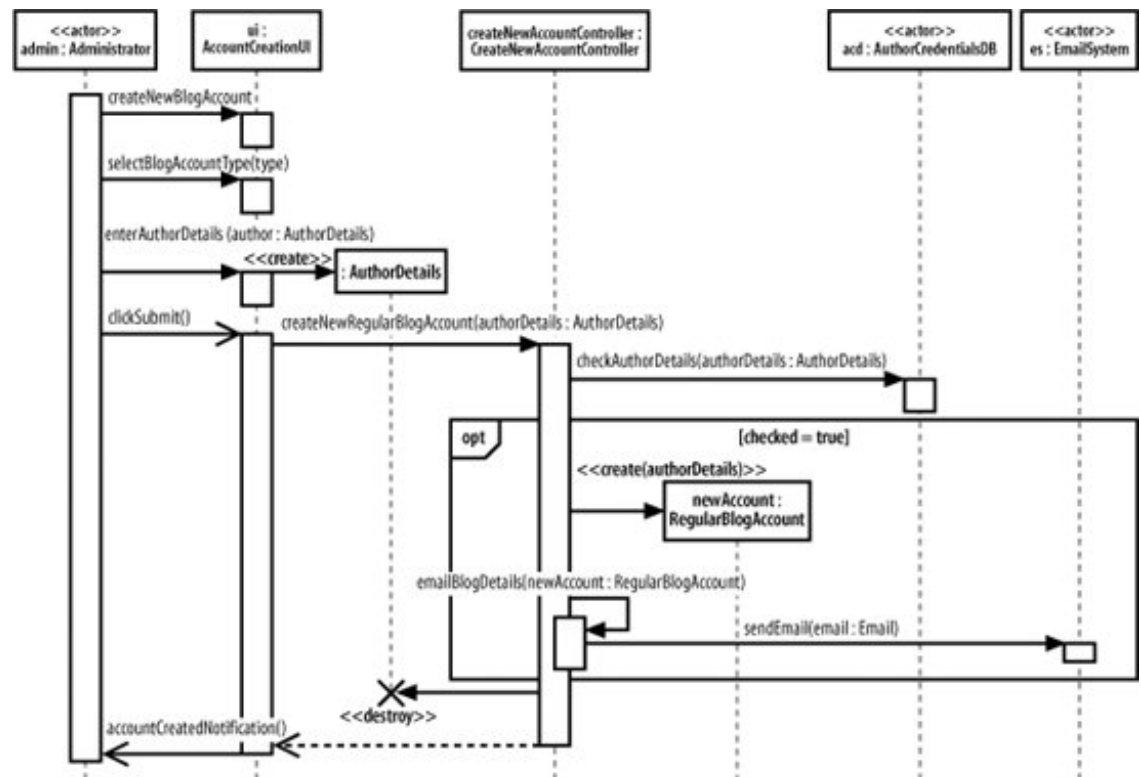 <<actor>>
admin : Administrator
ui :
AccountCreationUI
createNewAccountController :
CreateNewAccountController
<<actor>>
acd : AuthorCredentialsDB
<<actor>>
es : EmailSystem
createNewBlogAccount
selectBlogAccountType(type)
enterAuthorDetails (author : AuthorDetails)
<<create>>
: AuthorDetails
clickSubmit()
createNewRegularBlogAccount(authorDetails : AuthorDetails)
checkAuthorDetails(authorDetails : AuthorDetails)
opt
[checked = true]
<<create(authorDetails)>>
newAccount :
RegularBlogAccount
emailBlogDetails(newAccount : RegularBlogAccount)
sendEmail(email : Email)
<<destroy>>
accountCreatedNotification()